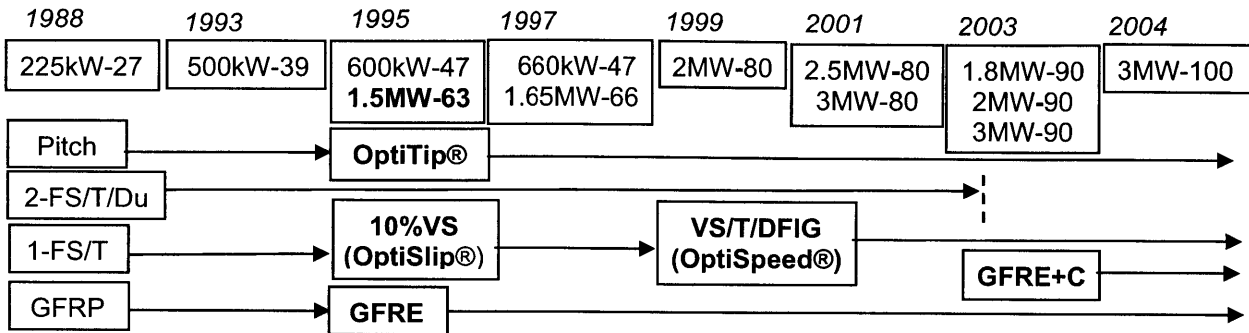 1988 1993 1995 1997 1999 2001 2003 2004
225kW-27 500kW-39 600kW-47 660kW-47 2MW-80 2.5MW-80 1.8MW-90 3MW-100
1.5MW-63 1.65MW-66 3MW-80 2MW-90
3MW-90
Pitch OptiTip®
2-FS/T/Du
10%VS VS/T/DFIG
1-FS/T (OptiSlip®) (OptiSpeed®)
GFRE+C
GFRP GFRE